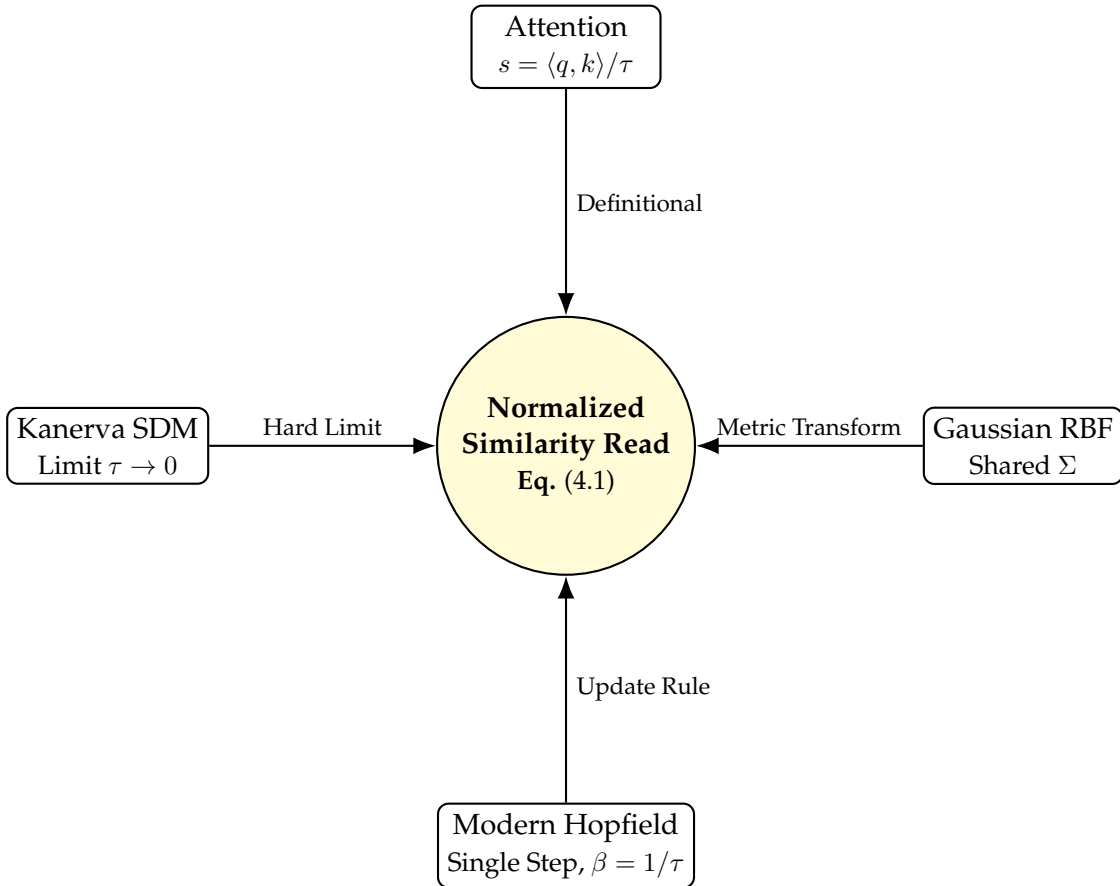 Attention
s = ⟨q, k⟩/τ
Definitional
Normalized
Similarity Read
Eq. (4.1)
Kanerva SDM
Limit τ → 0
Hard Limit
Metric Transform
Gaussian RBF
Shared Σ
Update Rule
Modern Hopfield
Single Step, β = 1/τ